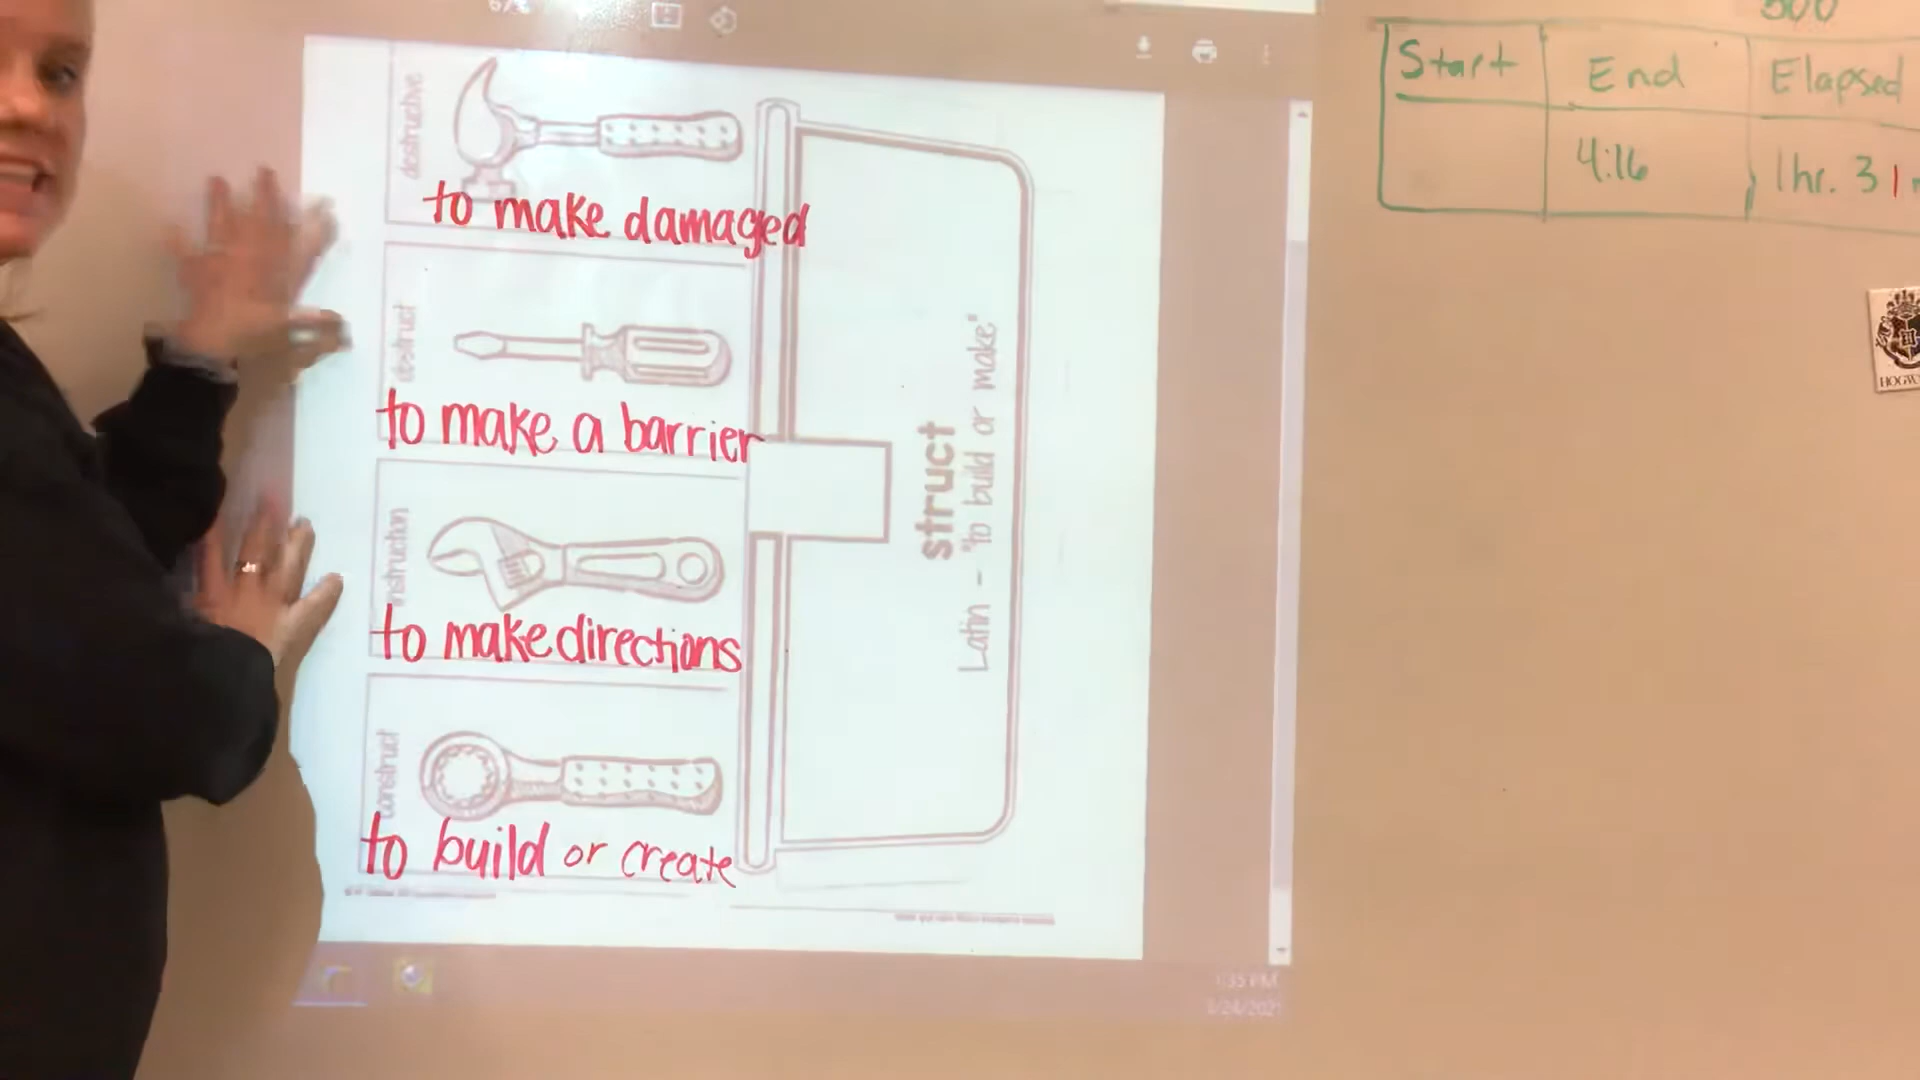 destructive
to make damaged
obstruct
to make a barrier
instruction
to make directions
construct
to build or create
struct
Latin - "to build or make"
Start
End
Elapsed
4:16
1hr. 31